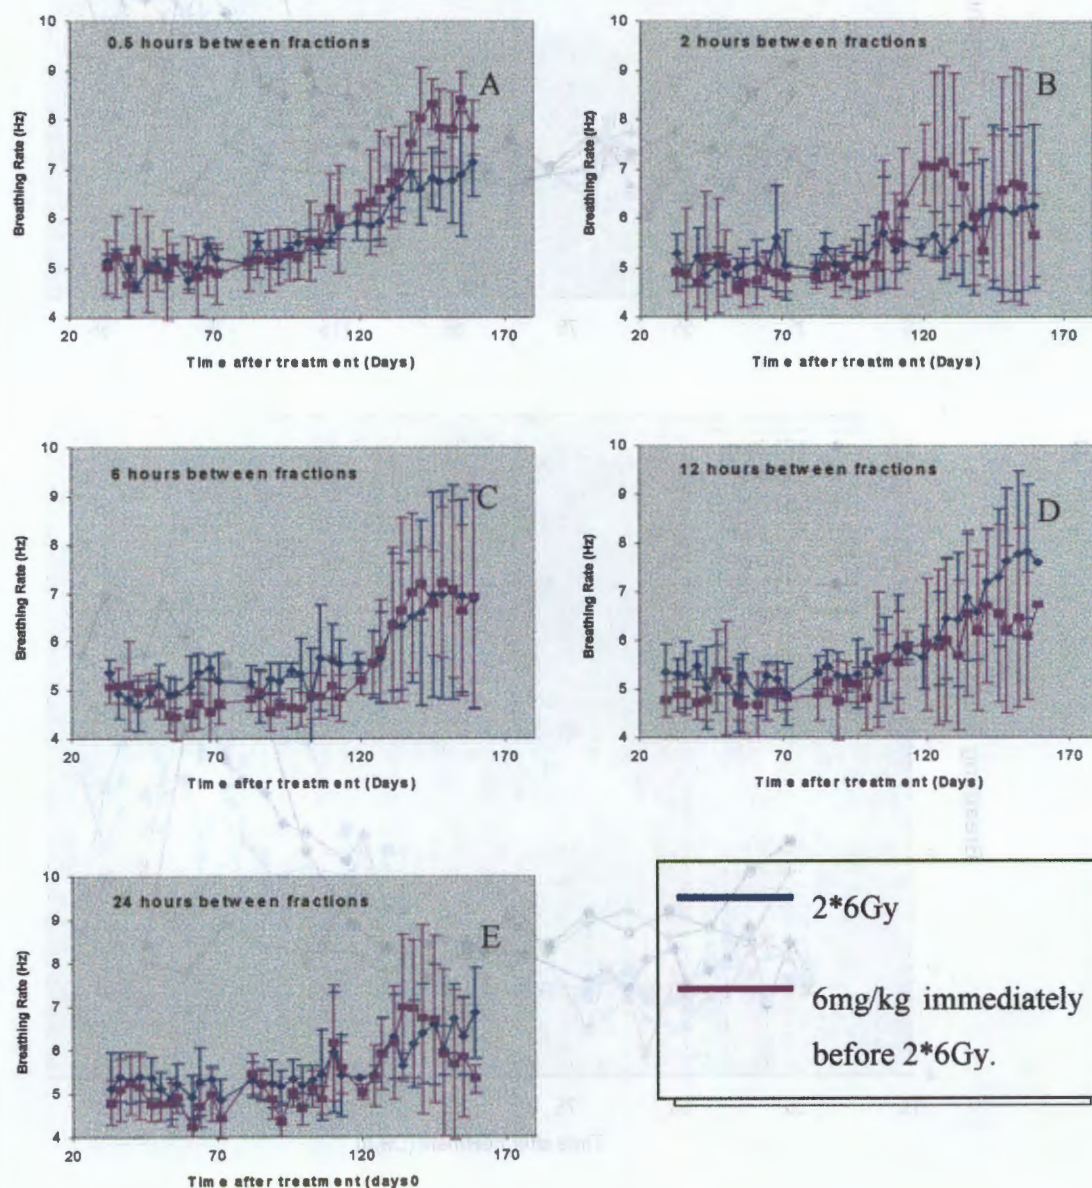 0.5 hours between fractions
A
10
9
8
7
6
5
4
20
70
120
170
Breathing Rate (Hz)
Time after treatment (Days)
2 hours between fractions
B
10
9
8
7
6
5
4
20
70
120
170
Breathing Rate (Hz)
Time after treatment (Days)
6 hours between fractions
C
10
9
8
7
6
5
4
20
70
120
170
Breathing Rate (Hz)
Time after treatment (Days)
12 hours between fractions
D
10
9
8
7
6
5
4
20
70
120
170
Breathing Rate (Hz)
Time after treatment (Days)
24 hours between fractions
E
10
9
8
7
6
5
4
20
70
120
170
Breathing Rate (Hz)
Time after treatment (days0
2*6Gy
6mg/kg immediately
before 2*6Gy.